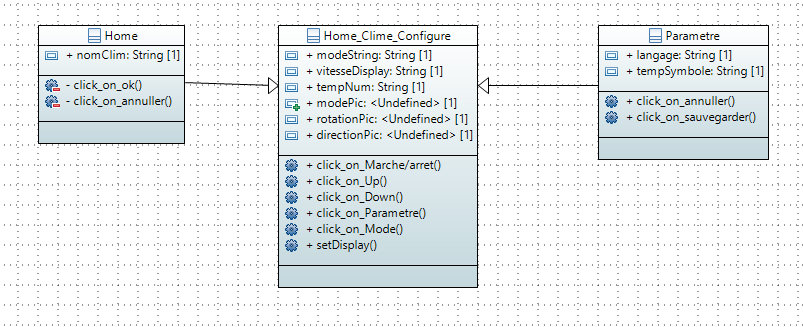 Home
+ nomClim: String [1]
- click_on_ok()
- click_on_annuller()
Home_Clime_Configure
+ modeString: String [1]
+ vitesseDisplay: String [1]
+ tempNum: String [1]
+ modePic: <Undefined> [1]
+ rotationPic: <Undefined> [1]
+ directionPic: <Undefined> [1]
+ click_on_Marche/arret()
+ click_on_Up()
+ click_on_Down()
+ click_on_Parametre()
+ click_on_Mode()
+ setDisplay()
Parametre
+ langage: String [1]
+ tempSymbole: String [1]
+ click_on_annuller()
+ click_on_sauvegarder()